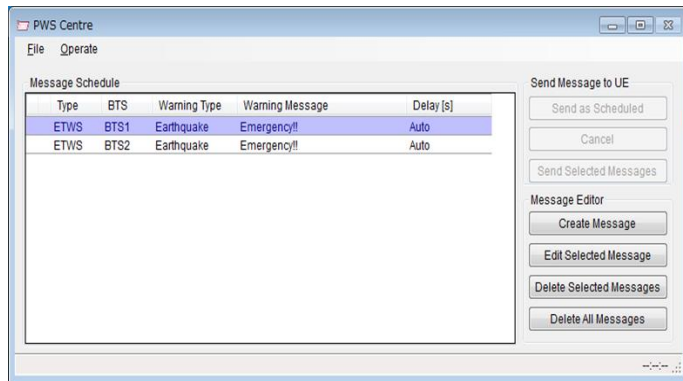 PWS Centre
File Operate
Message Schedule
Type BTS Warning Type Warning Message Delay [s]
ETWS BTS1 Earthquake Emergency!! Auto
ETWS BTS2 Earthquake Emergency!! Auto
Send Message to UE
Send as Scheduled
Cancel
Send Selected Messages
Message Editor
Create Message
Edit Selected Message
Delete Selected Messages
Delete All Messages
--:--:--